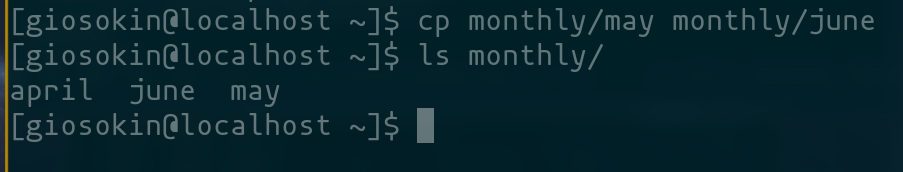 [giosokin@localhost ~]$ cp monthly/may monthly/june
[giosokin@localhost ~]$ ls monthly/
april  june  may
[giosokin@localhost ~]$